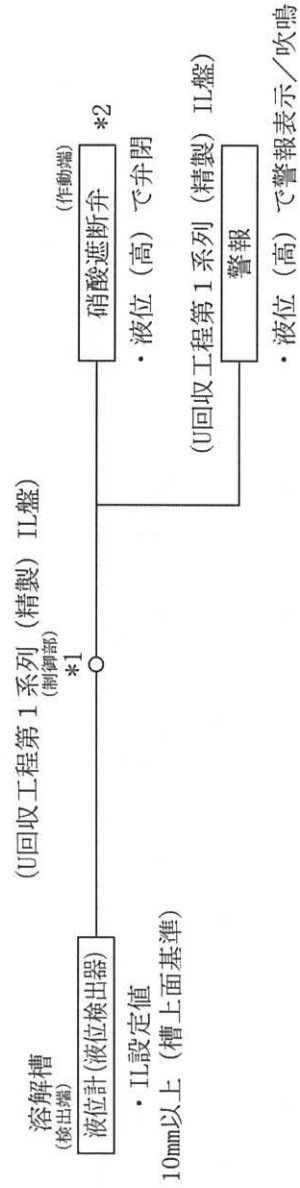 溶解槽
(検出端)
液位計(液位検出器)
・IL設定値
10mm以上（槽上面基準）
(U回収工程第1系列（精製）IL盤)
(制御部)
*1
(作動端)
硝酸遮断弁
*2
・液位（高）で弁閉
(U回収工程第1系列（精製）IL盤)
警報
・液位（高）で警報表示／吹鳴